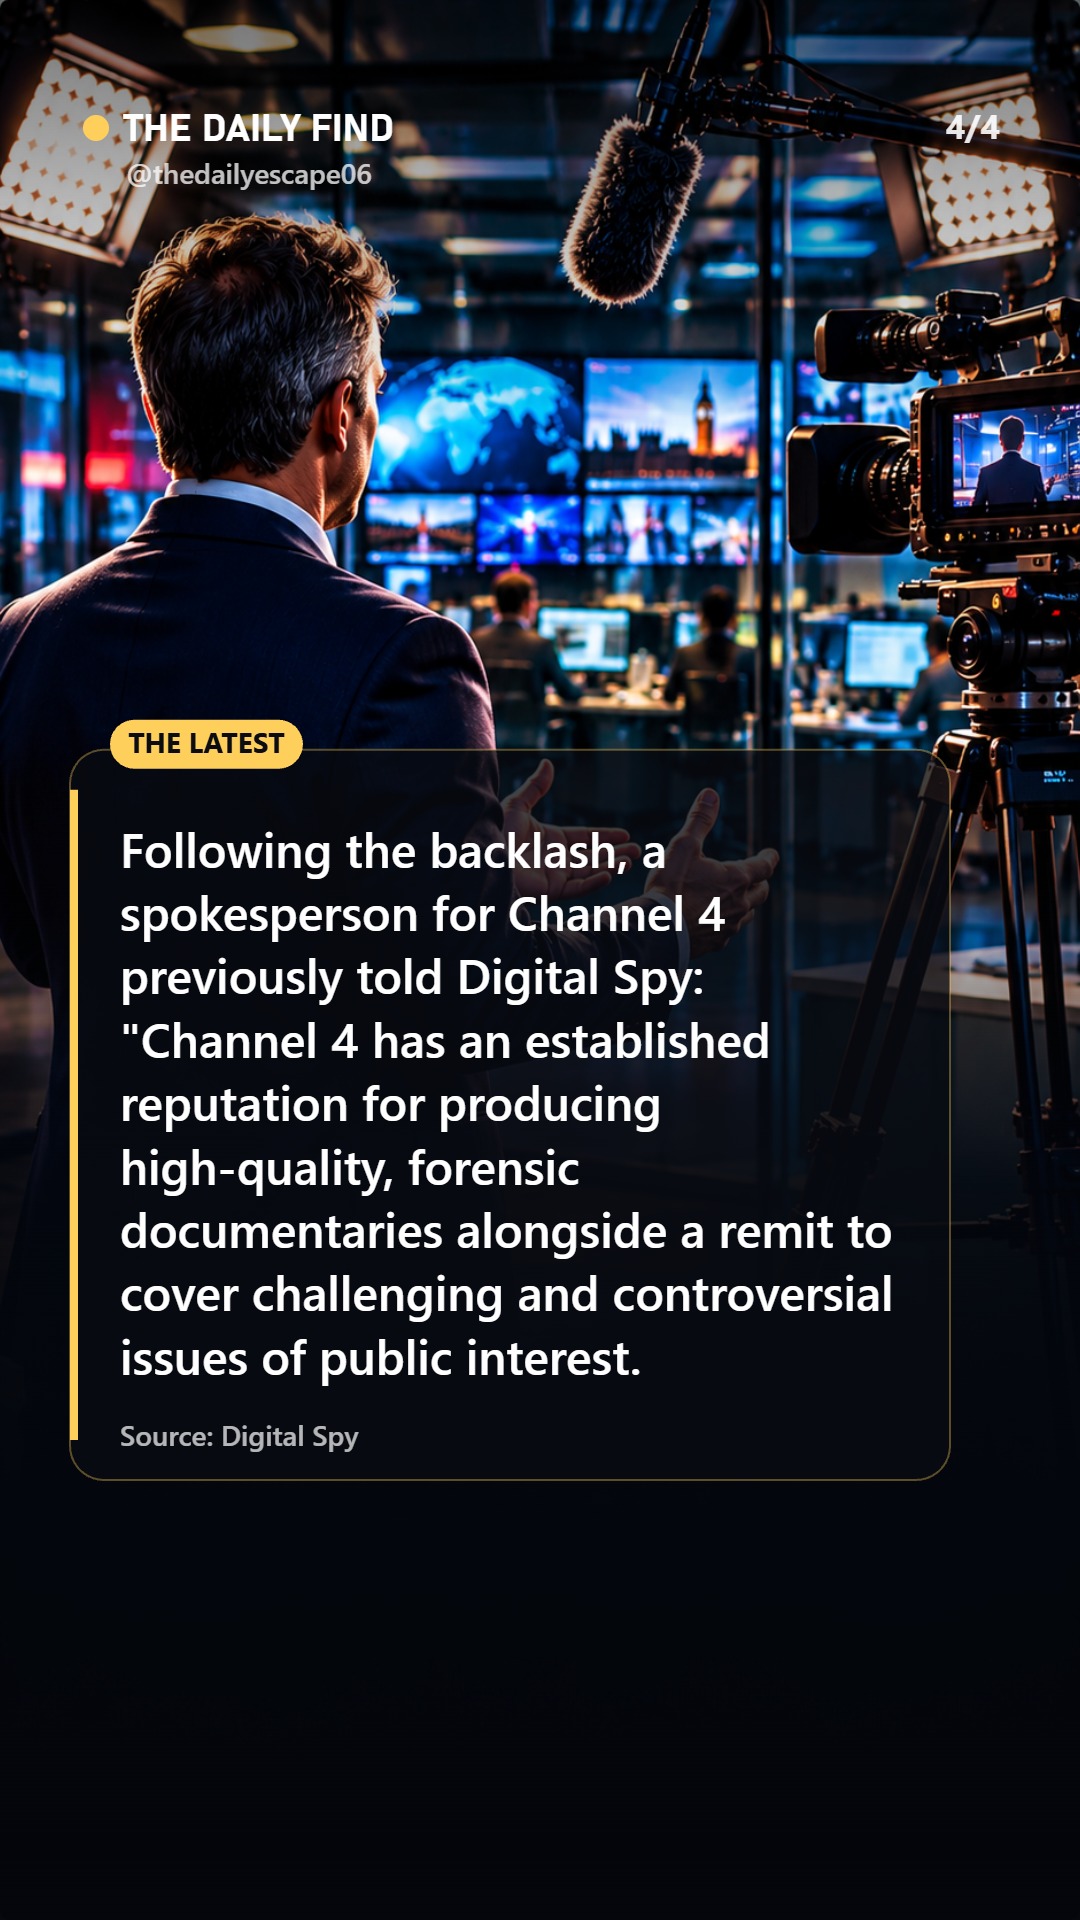 THE DAILY FIND
4/4
@thedailyescape06
THE LATEST
Following the backlash, a
spokesperson for Channel 4
previously told Digital Spy:
"Channel 4 has an established
reputation for producing
high-quality, forensic
documentaries alongside a remit to
cover challenging and controversial
issues of public interest.
Source: Digital Spy